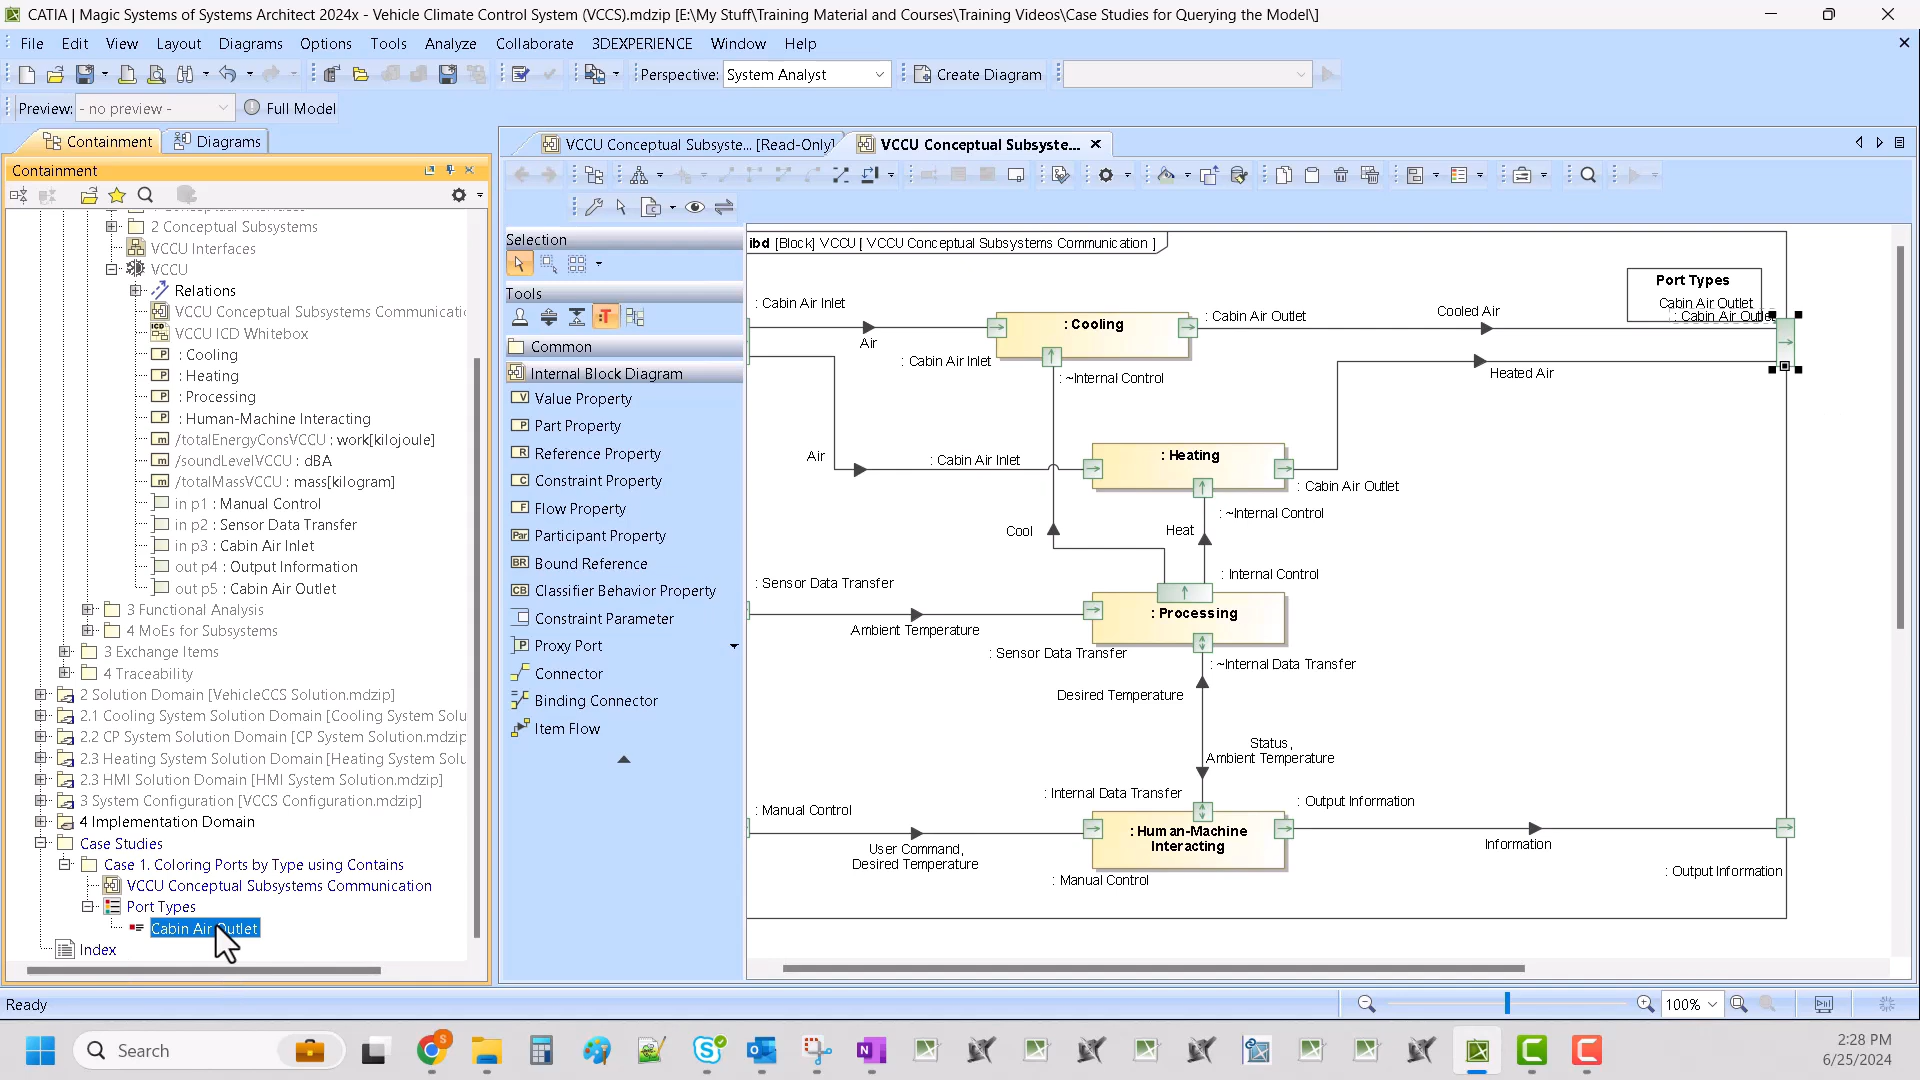 CATIA | Magic Systems of Systems Architect 2024x - Vehicle Climate Control System (VCCS).mdzip [E:\My Stuff\Training Material and Courses\Training Videos\Case Studies for Querying the Model\]
File Edit View Layout Diagrams Options Tools Analyze Collaborate 3DEXPERIENCE Window Help
Perspective: System Analyst Create Diagram
Preview: - no preview - Full Model
Containment Diagrams
VCCU Conceptual Subsyste... [Read-Only] VCCU Conceptual Subsyste...
Containment
2 Conceptual Subsystems
VCCU Interfaces
VCCU
Relations
VCCU Conceptual Subsystems Communicatio
VCCU ICD Whitebox
: Cooling
: Heating
: Processing
: Human-Machine Interacting
/totalEnergyConsVCCU : work[kilojoule]
/soundLevelVCCU : dBA
/totalMassVCCU : mass[kilogram]
in p1 : Manual Control
in p2 : Sensor Data Transfer
in p3 : Cabin Air Inlet
out p4 : Output Information
out p5 : Cabin Air Outlet
3 Functional Analysis
4 MoEs for Subsystems
3 Exchange Items
4 Traceability
2 Solution Domain [VehicleCCS Solution.mdzip]
2.1 Cooling System Solution Domain [Cooling System Solu
2.2 CP System Solution Domain [CP System Solution.mdzip
2.3 Heating System Solution Domain [Heating System Solu
2.3 HMI Solution Domain [HMI System Solution.mdzip]
3 System Configuration [VCCS Configuration.mdzip]
4 Implementation Domain
Case Studies
Case 1. Coloring Ports by Type using Contains
VCCU Conceptual Subsystems Communication
Port Types
Cabin Air Outlet
Index
Selection
Tools
Common
Internal Block Diagram
Value Property
Part Property
Reference Property
Constraint Property
Flow Property
Participant Property
Bound Reference
Classifier Behavior Property
Constraint Parameter
Proxy Port
Connector
Binding Connector
Item Flow
ibd [Block] VCCU [ VCCU Conceptual Subsystems Communication ]
Port Types
Cabin Air Outlet
: Cabin Air Outlet
: Cabin Air Inlet
Air
: Cabin Air Inlet
: Cooling
: Cabin Air Outlet
Cooled Air
: ~Internal Control
Heated Air
Air
: Cabin Air Inlet
: Heating
: Cabin Air Outlet
: ~Internal Control
Cool
Heat
: Internal Control
: Sensor Data Transfer
Ambient Temperature
: Sensor Data Transfer
: Processing
: ~Internal Data Transfer
Desired Temperature
Status,
Ambient Temperature
: Internal Data Transfer
: Manual Control
User Command,
Desired Temperature
: Manual Control
: Human-Machine
Interacting
: Output Information
Information
: Output Information
Ready
100%
Search
2:28 PM
6/25/2024